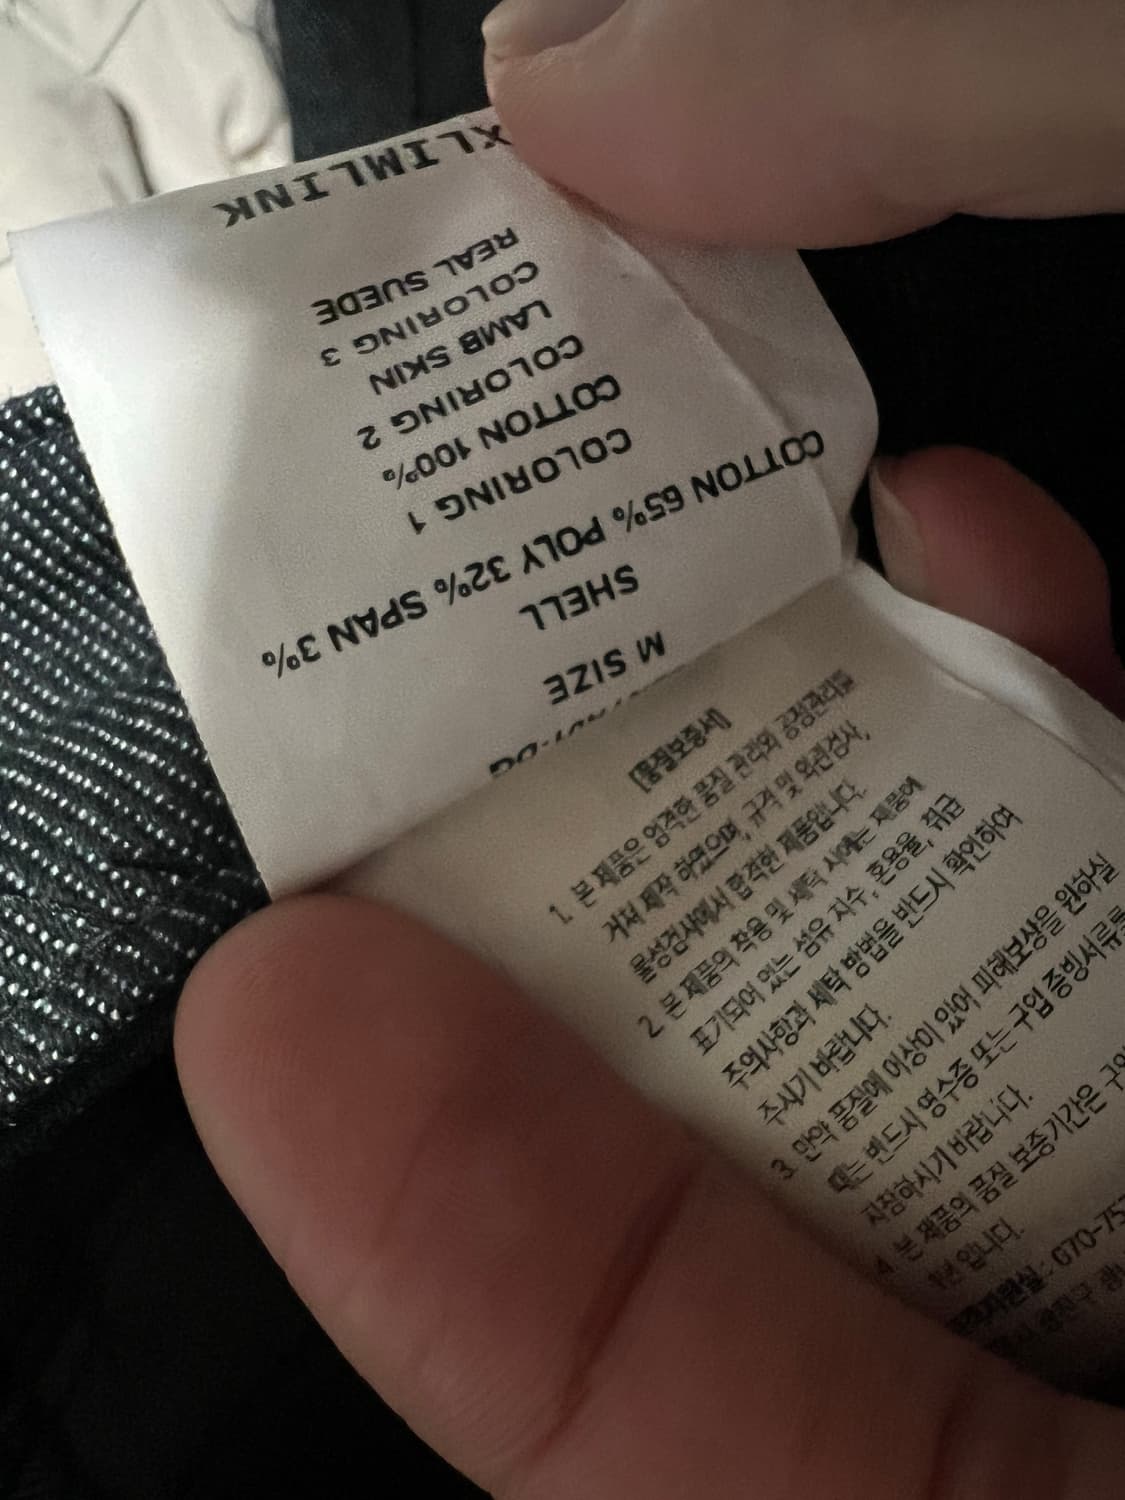 M SIZE
SHELL
COTTON 65% POLY 32% SPAN 3%
COLORING 1
COTTON 100%
COLORING 2
LAMB SKIN
COLORING 3
REAL SUEDE
XLIMLINK
[품질보증서]
1. 본 제품은 엄격한 품질 관리와 공정관리를
거쳐 제작 하였으며, 규격 및 외관검사,
물성검사에서 합격한 제품입니다.
2. 본 제품의 착용 및 세탁 시에는 제품에
표기되어 있는 섬유 치수, 혼용율, 취급
주의사항과 세탁 방법을 반드시 확인하여
주시기 바랍니다.
3. 만약 품질에 이상이 있어 피해보상을 원하실
때는 반드시 영수증 또는 구입 증빙서류를
지참하시기 바랍니다.
4. 본 제품의 품질 보증기간은
1년 입니다.
070-75